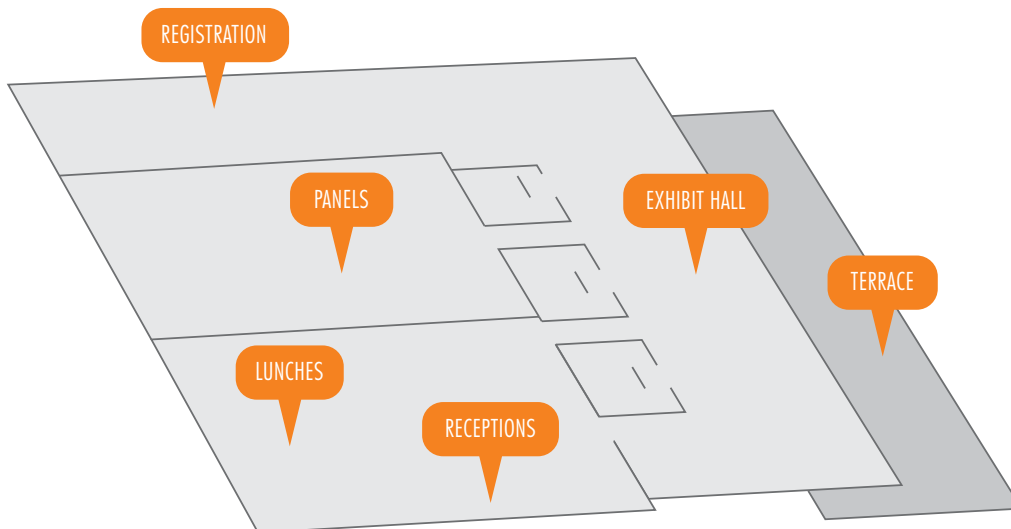 REGISTRATION
PANELS
EXHIBIT HALL
TERRACE
LUNCHES
RECEPTIONS